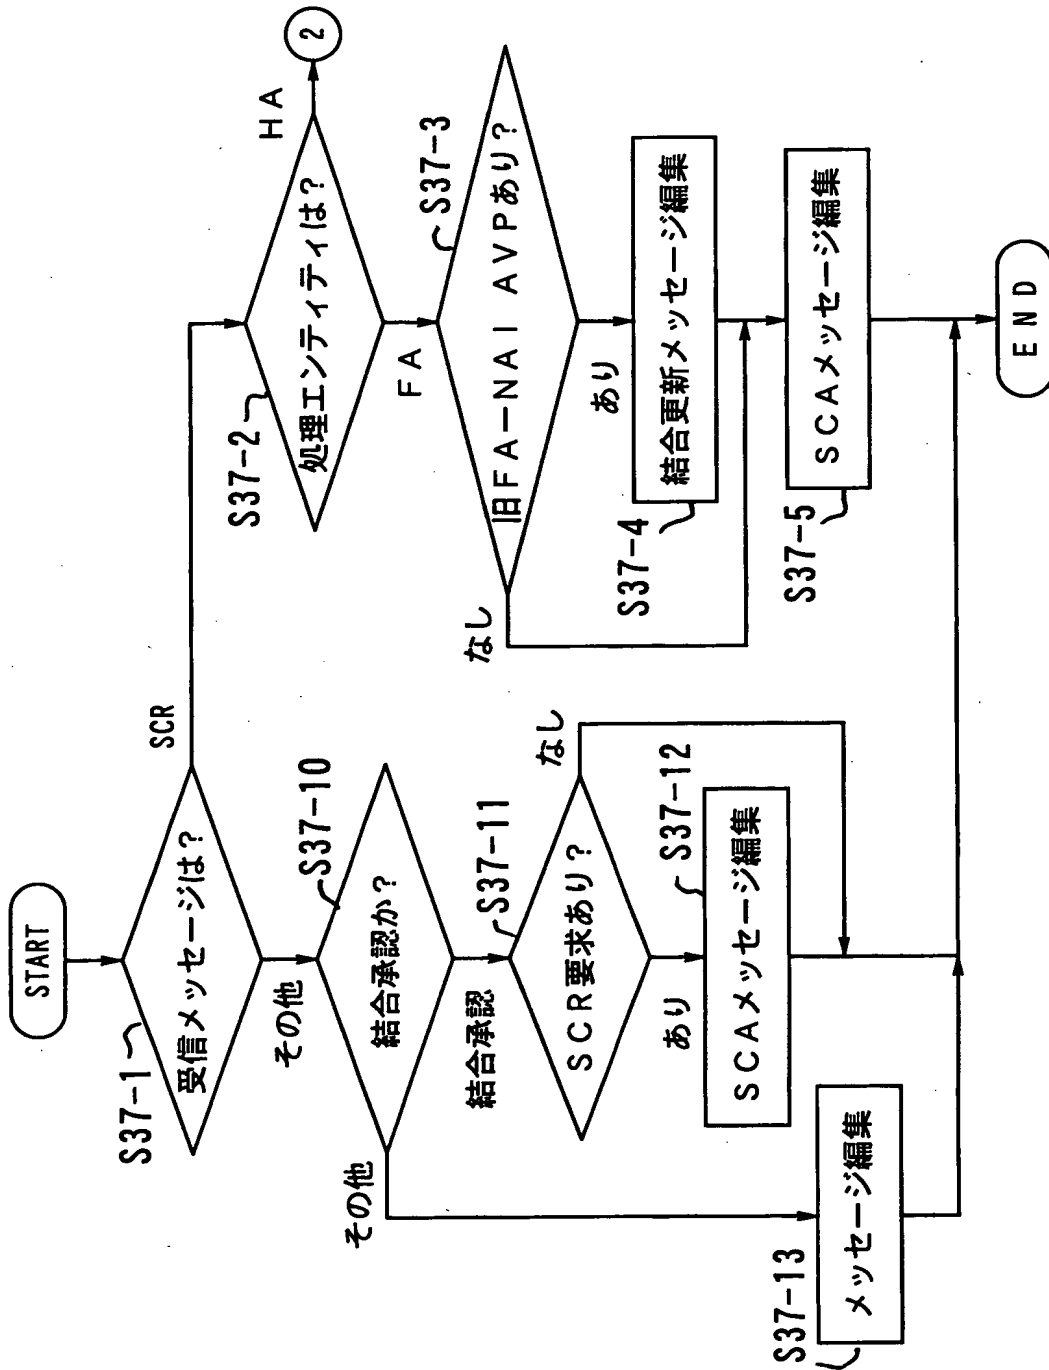 START
S37-1
受信メッセージは?
SCR
その他
S37-2
処理エンティティは?
HA
2
FA
S37-3
旧FA-NAI AVPあり?
なし
あり
S37-4
結合更新メッセージ編集
S37-5
SCAメッセージ編集
S37-10
結合承認か?
その他
結合承認
S37-11
SCR要求あり?
なし
あり
S37-12
SCAメッセージ編集
S37-13
メッセージ編集
END